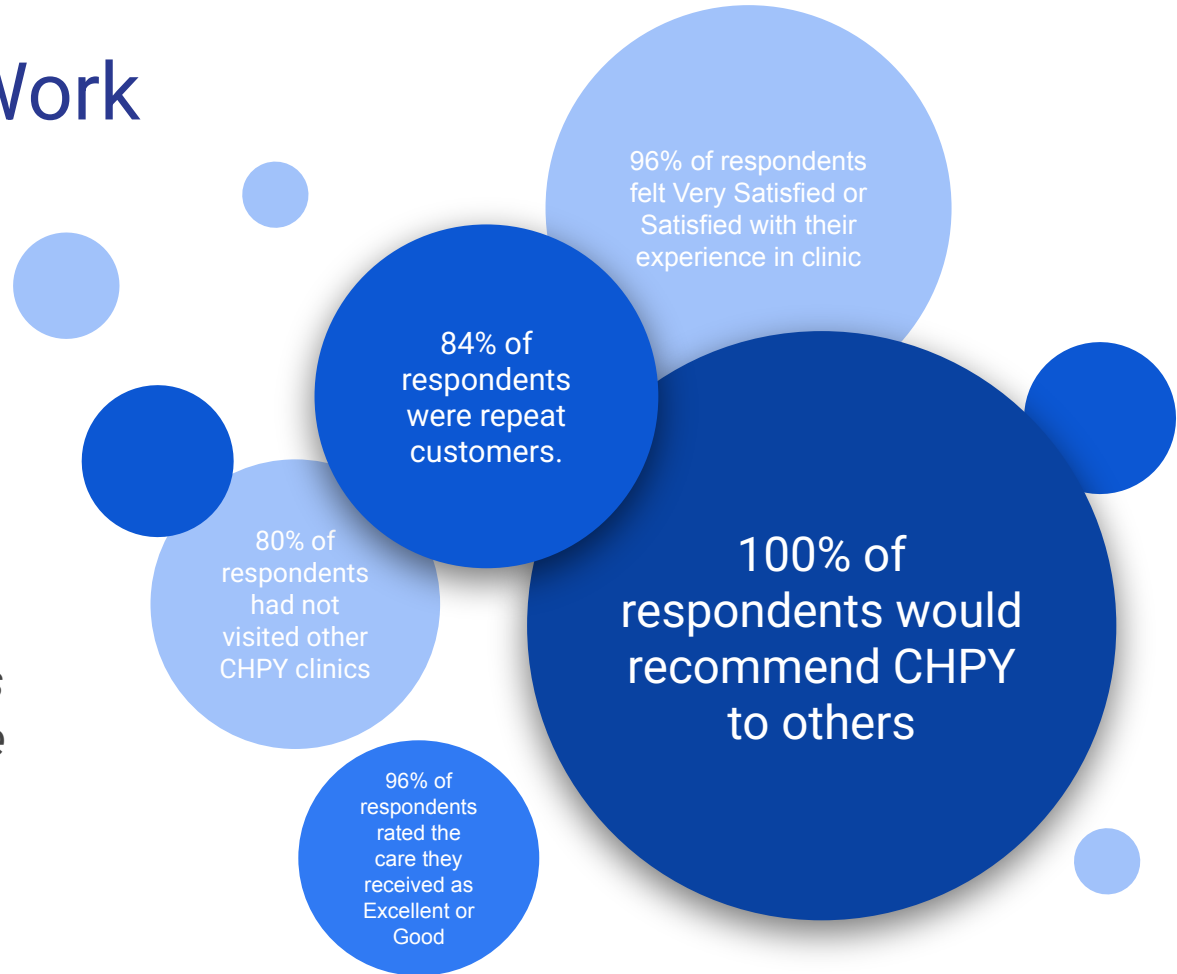 Work
96% of respondents
felt Very Satisfied or
Satisfied with their
experience in clinic
84% of
respondents
were repeat
customers.
80% of
respondents
had not
visited other
CHPY clinics
100% of
respondents would
recommend CHPY
to others
s
e
96% of
respondents
rated the
care they
received as
Excellent or
Good